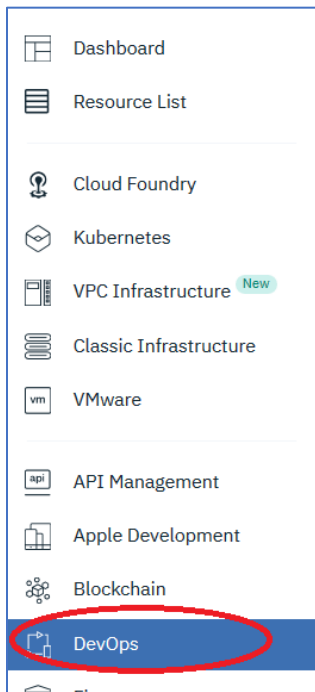 Dashboard
Resource List
Cloud Foundry
Kubernetes
VPC Infrastructure New
Classic Infrastructure
vm VMware
api API Management
Apple Development
Blockchain
DevOps